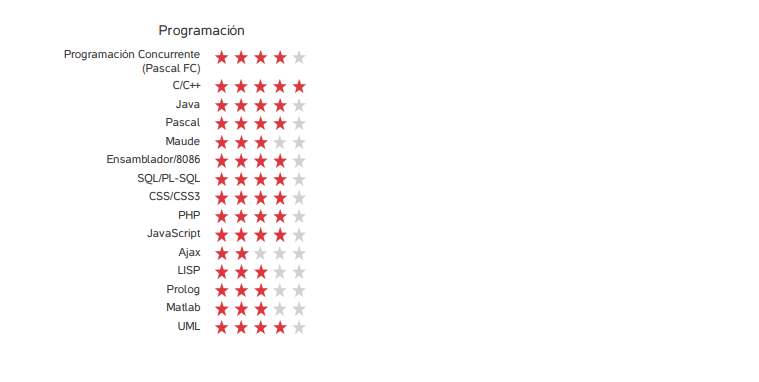 Programación
Programación Concurrente
(Pascal FC)
C/C++
Java
Pascal
Maude
Ensamblador/8086
SQL/PL-SQL
CSS/CSS3
PHP
JavaScript
Ajax
LISP
Prolog
Matlab
UML